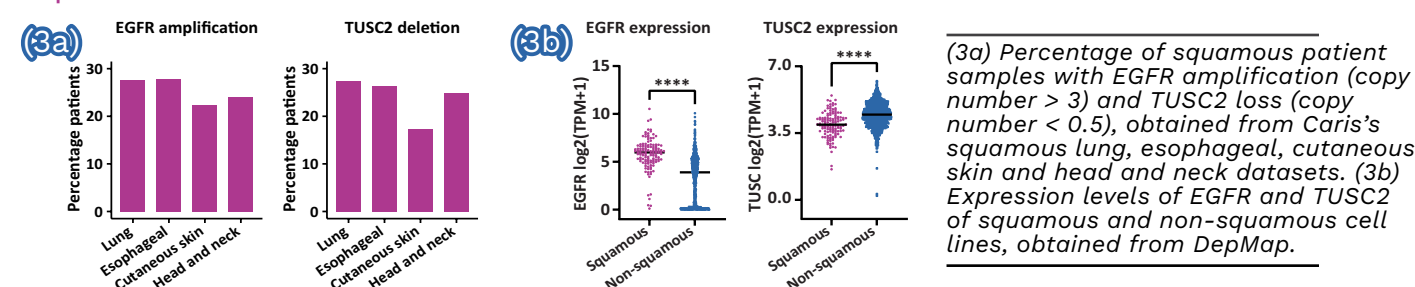 (3a)
EGFR amplification
Percentage patients
30
20
10
0
Lung
Esophageal
Cutaneous skin
Head and neck
TUSC2 deletion
Percentage patients
30
20
10
0
Lung
Esophageal
Cutaneous skin
Head and neck
(3b)
EGFR expression
EGFR log2(TPM+1)
15
10
5
0
****
Squamous
Non-squamous
TUSC2 expression
TUSC log2(TPM+1)
7.0
3.5
0.0
****
Squamous
Non-squamous
(3a) Percentage of squamous patient
samples with EGFR amplification (copy
number > 3) and TUSC2 loss (copy
number < 0.5), obtained from Caris's
squamous lung, esophageal, cutaneous
skin and head and neck datasets. (3b)
Expression levels of EGFR and TUSC2
of squamous and non-squamous cell
lines, obtained from DepMap.